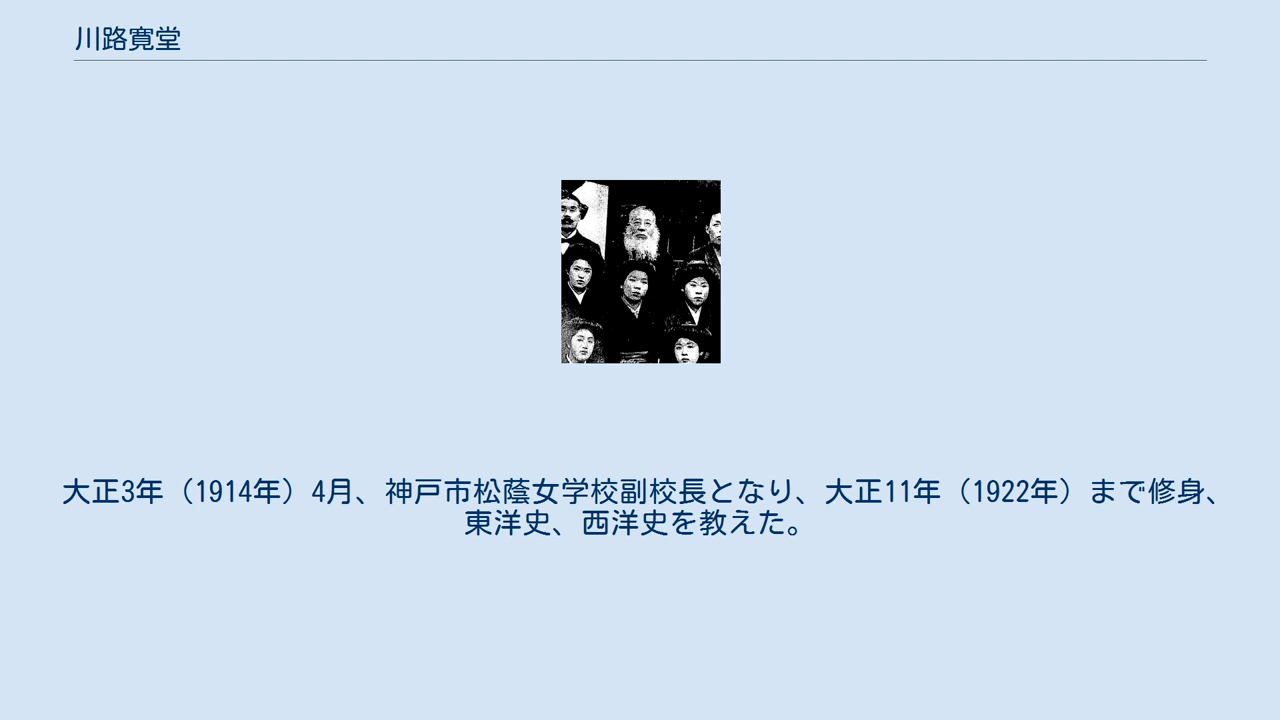 川路寛堂
大正3年（1914年）4月、神戸市松蔭女学校副校長となり、大正11年（1922年）まで修身、
東洋史、西洋史を教えた。